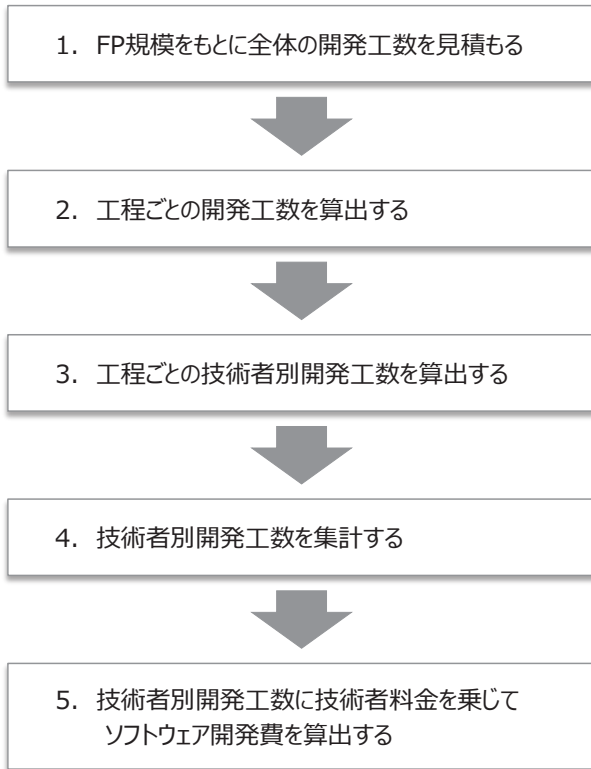 1. FP規模をもとに全体の開発工数を見積もる
2. 工程ごとの開発工数を算出する
3. 工程ごとの技術者別開発工数を算出する
4. 技術者別開発工数を集計する
5. 技術者別開発工数に技術者料金を乗じて
ソフトウェア開発費を算出する